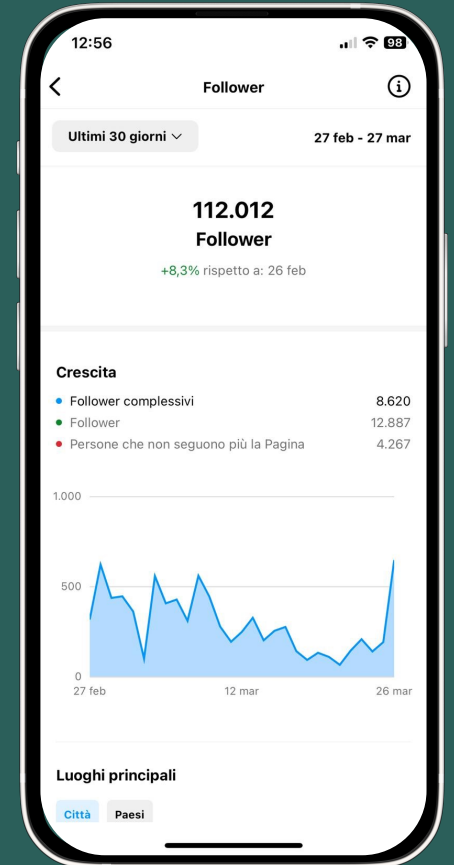 12:56
98
Follower
Ultimi 30 giorni
27 feb - 27 mar
112.012
Follower
+8,3% rispetto a: 26 feb
Crescita
Follower complessivi 8.620
Follower 12.887
Persone che non seguono più la Pagina 4.267
1.000
500
0
27 feb 12 mar 26 mar
Luoghi principali
Città Paesi